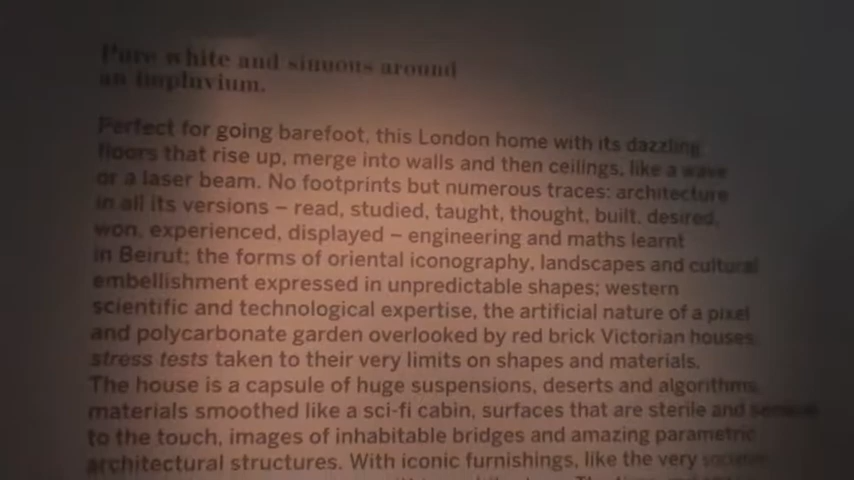 Pure white and sinuous around
an impluvium.
Perfect for going barefoot, this London home with its dazzling
floors that rise up, merge into walls and then ceilings, like a wave
or a laser beam. No footprints but numerous traces: architecture
in all its versions – read, studied, taught, thought, built, desired,
won, experienced, displayed – engineering and maths learnt
in Beirut; the forms of oriental iconography, landscapes and cultural
embellishment expressed in unpredictable shapes; western
scientific and technological expertise, the artificial nature of a pixel
and polycarbonate garden overlooked by red brick Victorian houses
stress tests taken to their very limits on shapes and materials.
The house is a capsule of huge suspensions, deserts and algorithms,
materials smoothed like a sci-fi cabin, surfaces that are sterile and
to the touch, images of inhabitable bridges and amazing parametric
architectural structures. With iconic furnishings, like the very